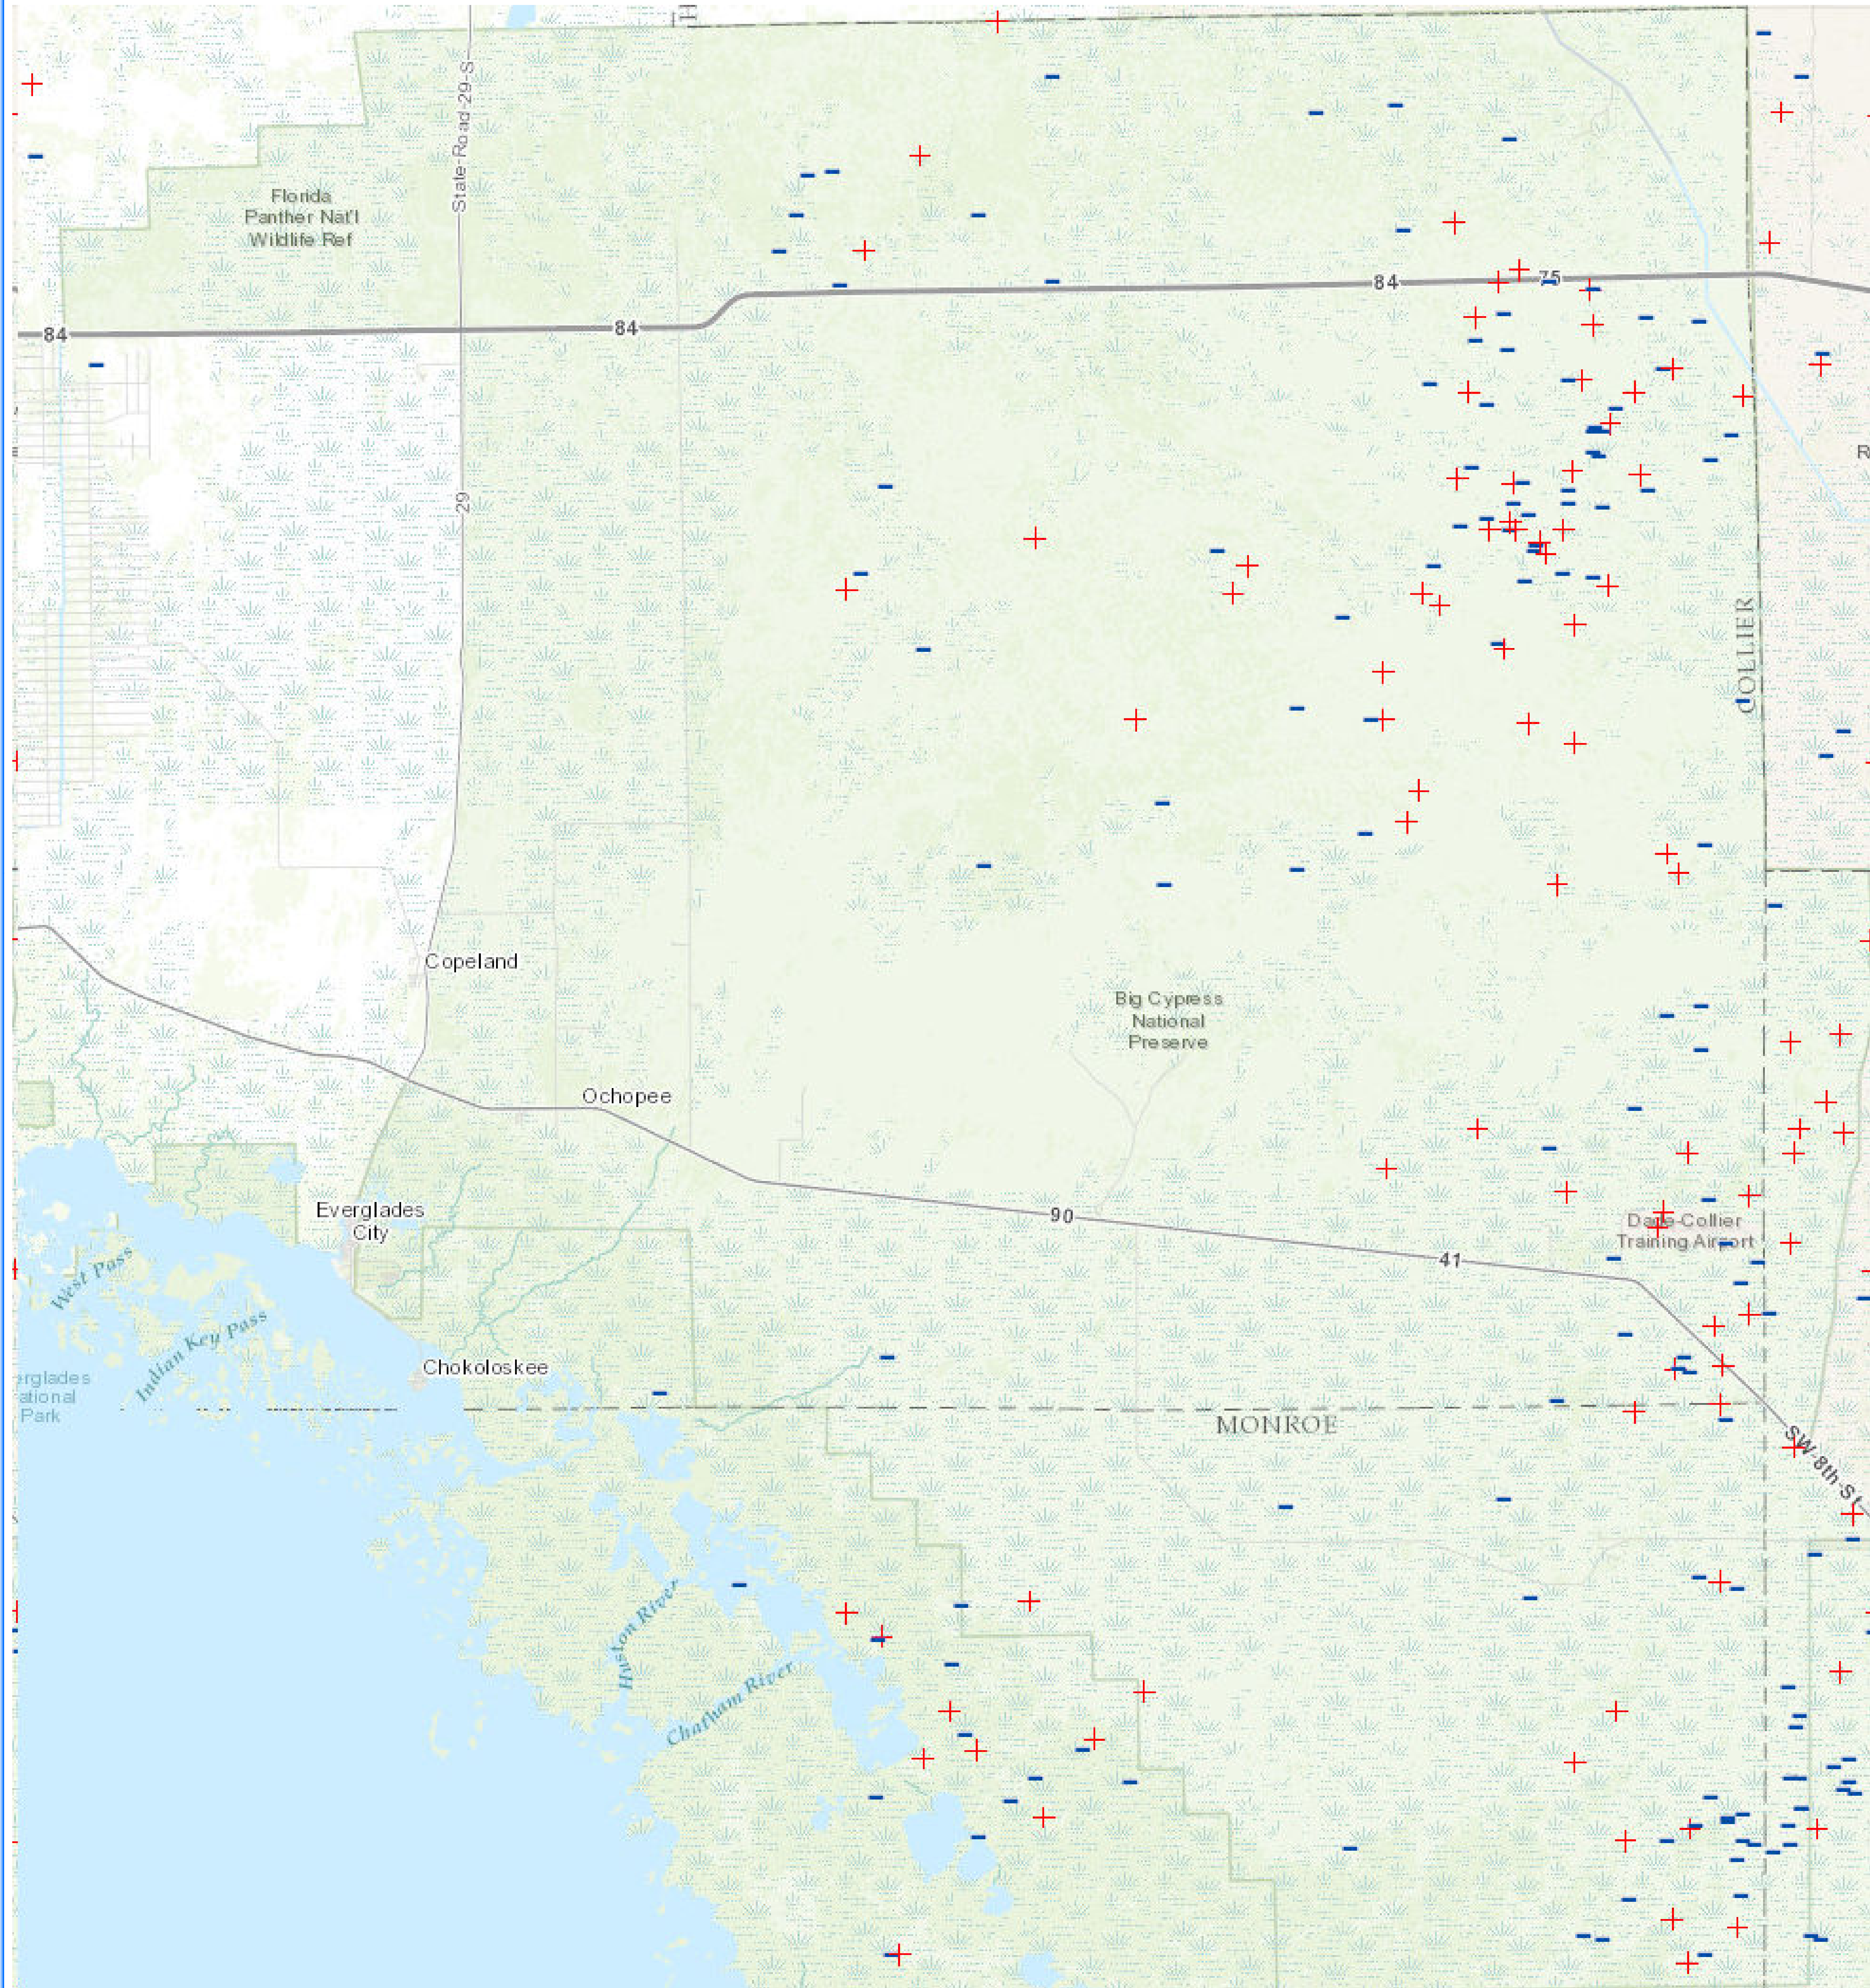 State-Road-29-S
Florida
Panther Nat'l
Wildlife Ref
84
75
84
84
29
COLLIER
Copeland
Big Cypress
National
Preserve
Ochopee
Everglades
City
90
Dade-Collier
Training Airport
41
West Pass
Indian Key Pass
Chokoloskee
erglades
ational
Park
MONROE
SW-8th-St
Huston River
Chatham River
R